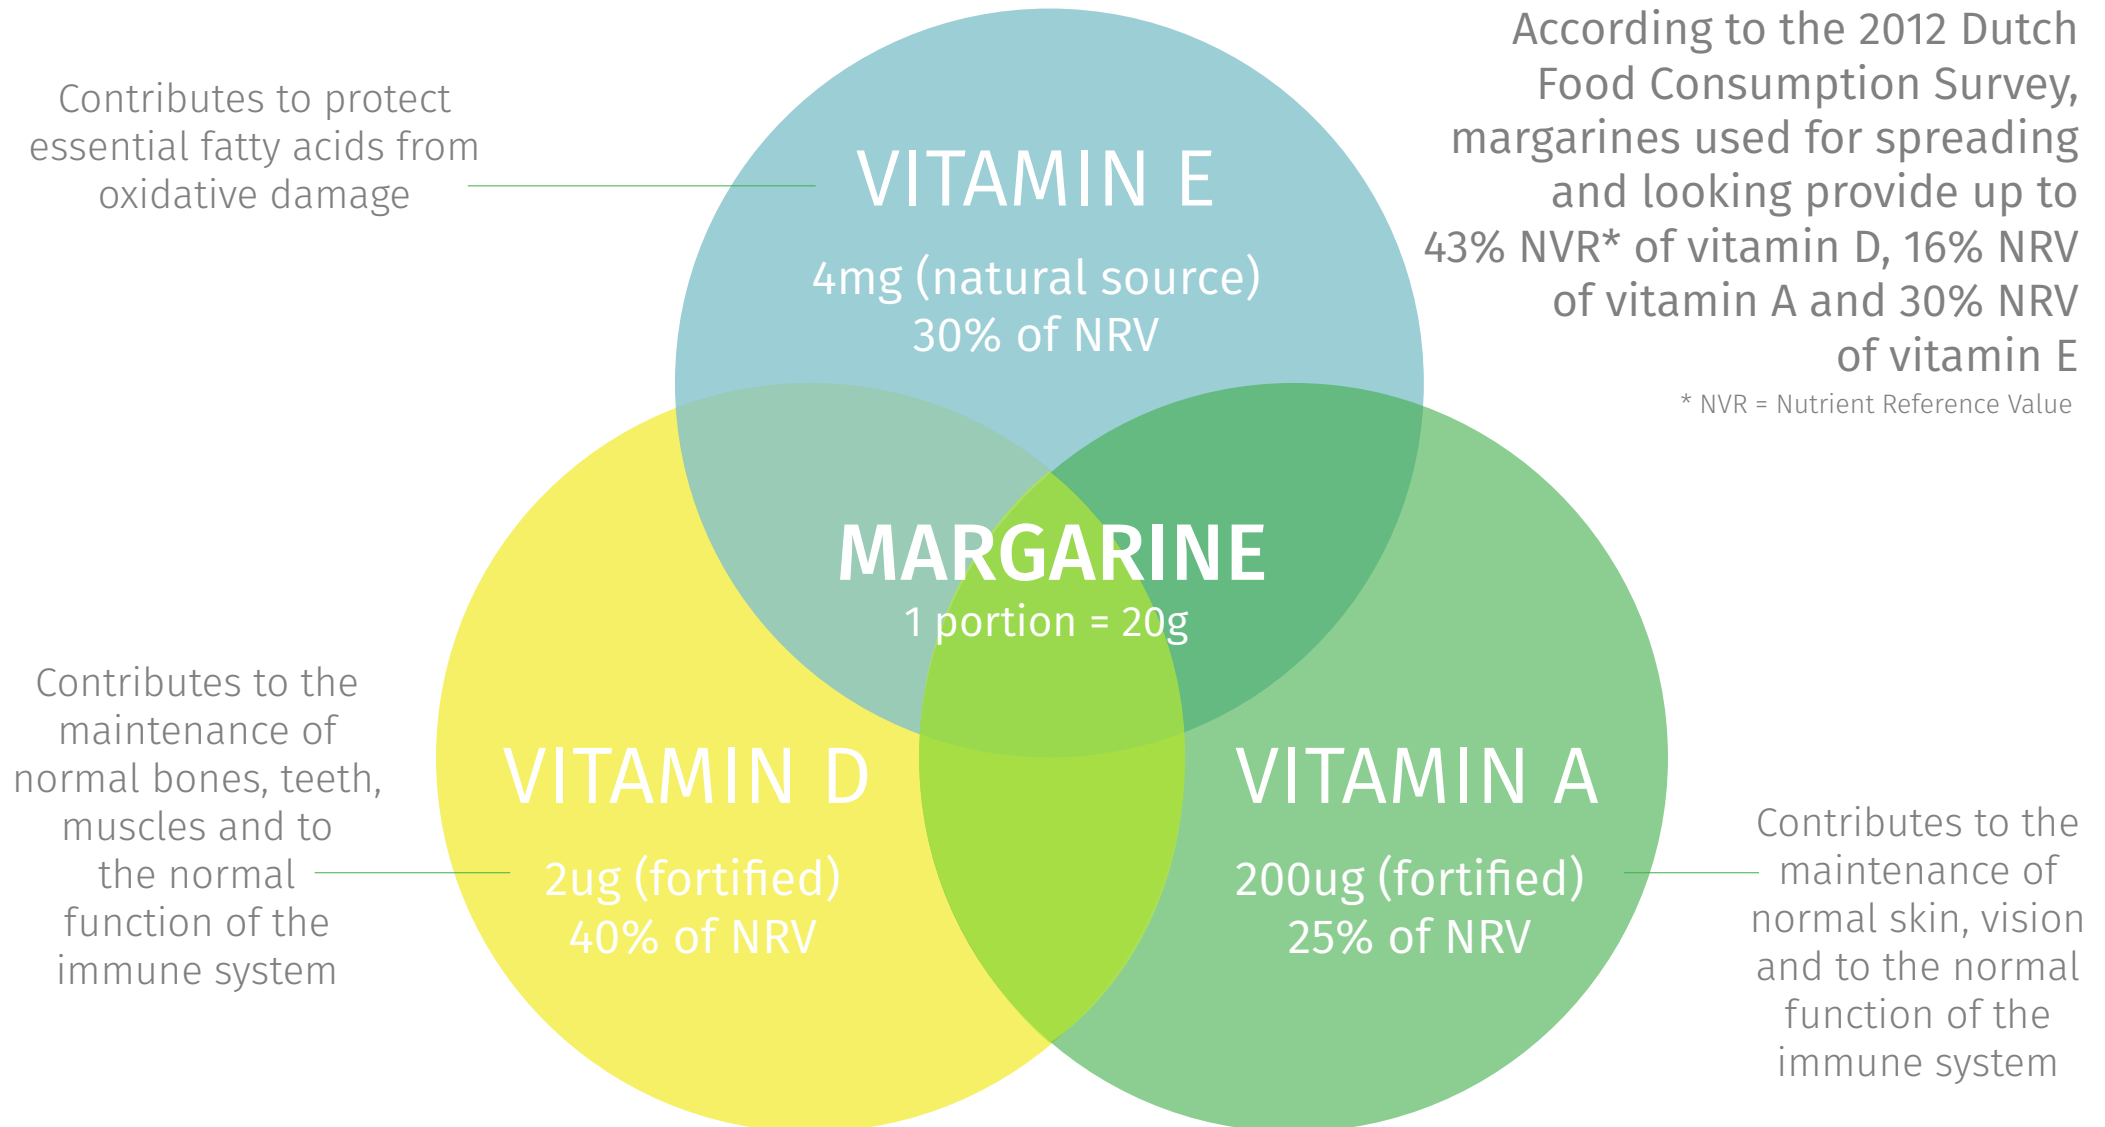 Contributes to protect
essential fatty acids from
oxidative damage
VITAMIN E
4mg (natural source)
30% of NRV
According to the 2012 Dutch
Food Consumption Survey,
margarines used for spreading
and looking provide up to
43% NVR* of vitamin D, 16% NRV
of vitamin A and 30% NRV
of vitamin E
* NVR = Nutrient Reference Value
MARGARINE
1 portion = 20g
Contributes to the
maintenance of
normal bones, teeth,
muscles and to
the normal
function of the
immune system
VITAMIN D
2ug (fortified)
40% of NRV
VITAMIN A
200ug (fortified)
25% of NRV
Contributes to the
maintenance of
normal skin, vision
and to the normal
function of the
immune system